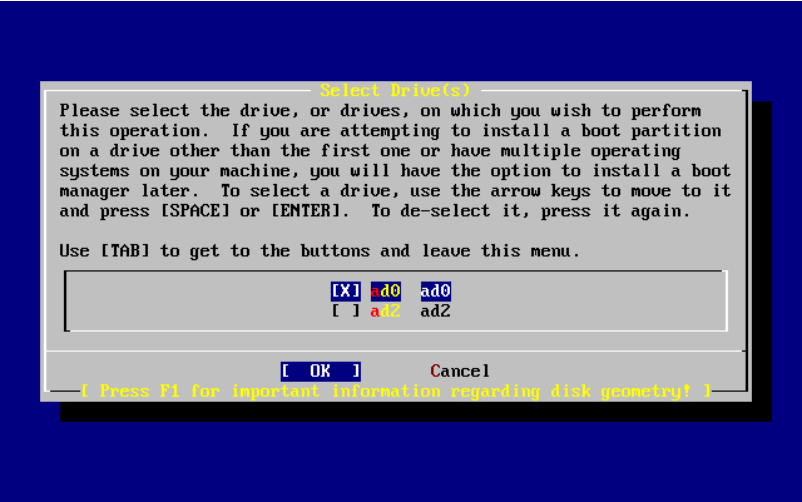 Select Drive(s)
Please select the drive, or drives, on which you wish to perform
this operation.  If you are attempting to install a boot partition
on a drive other than the first one or have multiple operating
systems on your machine, you will have the option to install a boot
manager later.  To select a drive, use the arrow keys to move to it
and press [SPACE] or [ENTER].  To de-select it, press it again.
Use [TAB] to get to the buttons and leave this menu.
[X] ad0  ad0
[ ] ad2  ad2
[  OK  ]  Cancel
[ Press F1 for important information regarding disk geometry! ]